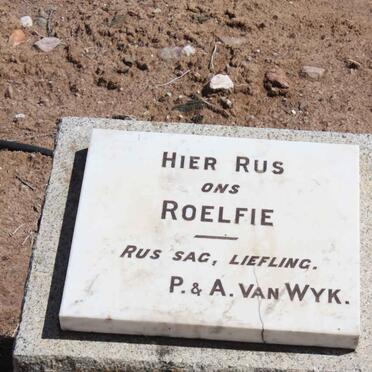 HIER RUS
ONS
ROELFIE
RUS SAG, LIEFLING.
P. & A. VAN WYK.